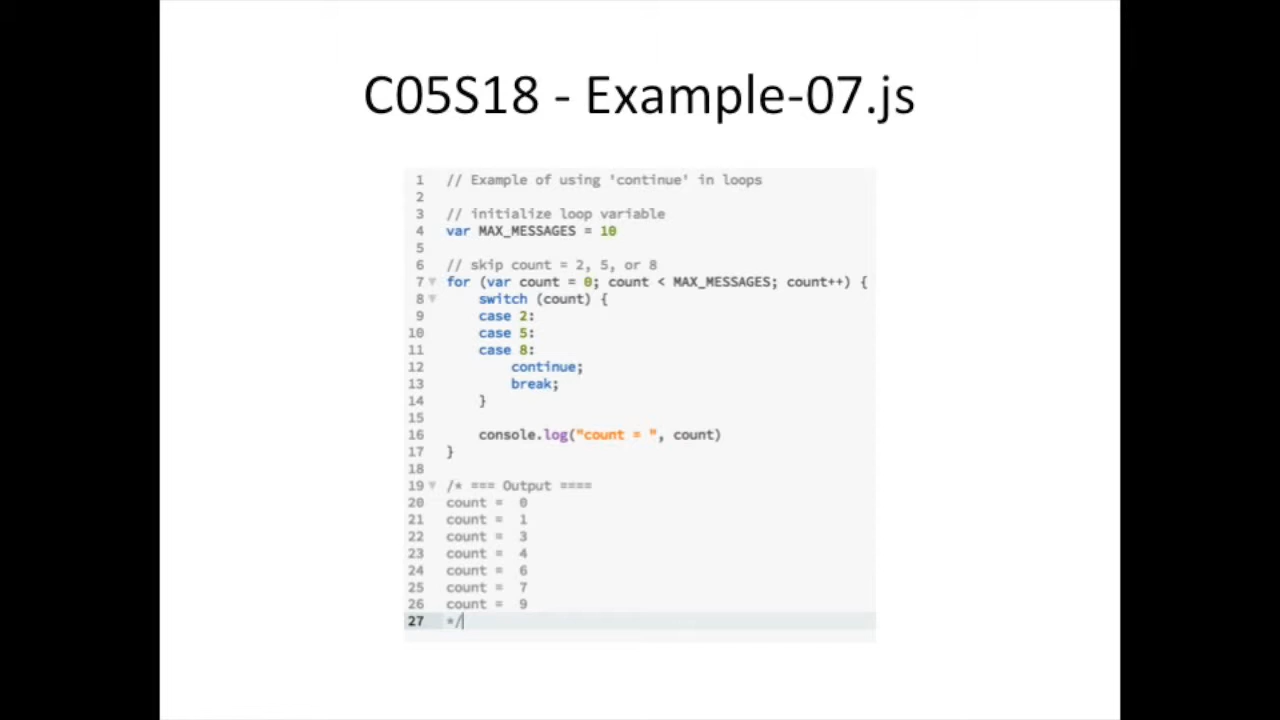 C05S18 - Example-07.js
1 // Example of using 'continue' in loops
2
3 // initialize loop variable
4 var MAX_MESSAGES = 10
5
6 // skip count = 2, 5, or 8
7 for (var count = 0; count < MAX_MESSAGES; count++) {
8     switch (count) {
9     case 2:
10     case 5:
11     case 8:
12         continue;
13         break;
14     }
15
16     console.log("count = ", count)
17 }
18
19 /* === Output ====
20 count =  0
21 count =  1
22 count =  3
23 count =  4
24 count =  6
25 count =  7
26 count =  9
27 */